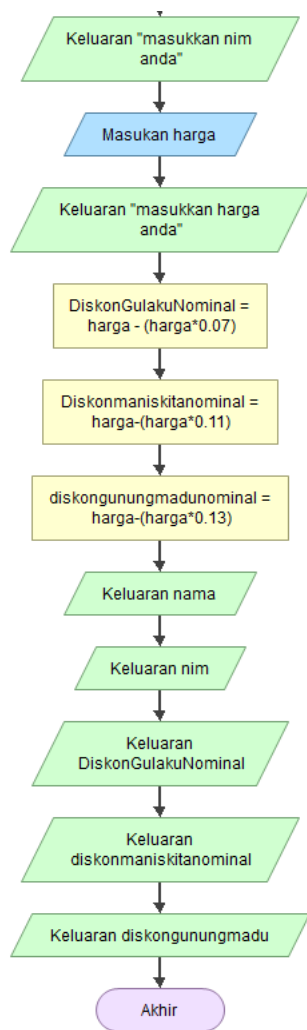 Keluaran "masukkan nim
anda"
Masukan harga
Keluaran "masukkan harga
anda"
DiskonGulakuNominal =
harga - (harga*0.07)
Diskonmaniskitanominal =
harga-(harga*0.11)
diskongunungmadunominal =
harga-(harga*0.13)
Keluaran nama
Keluaran nim
Keluaran
DiskonGulakuNominal
Keluaran
diskonmaniskitanominal
Keluaran diskongunungmadu
Akhir